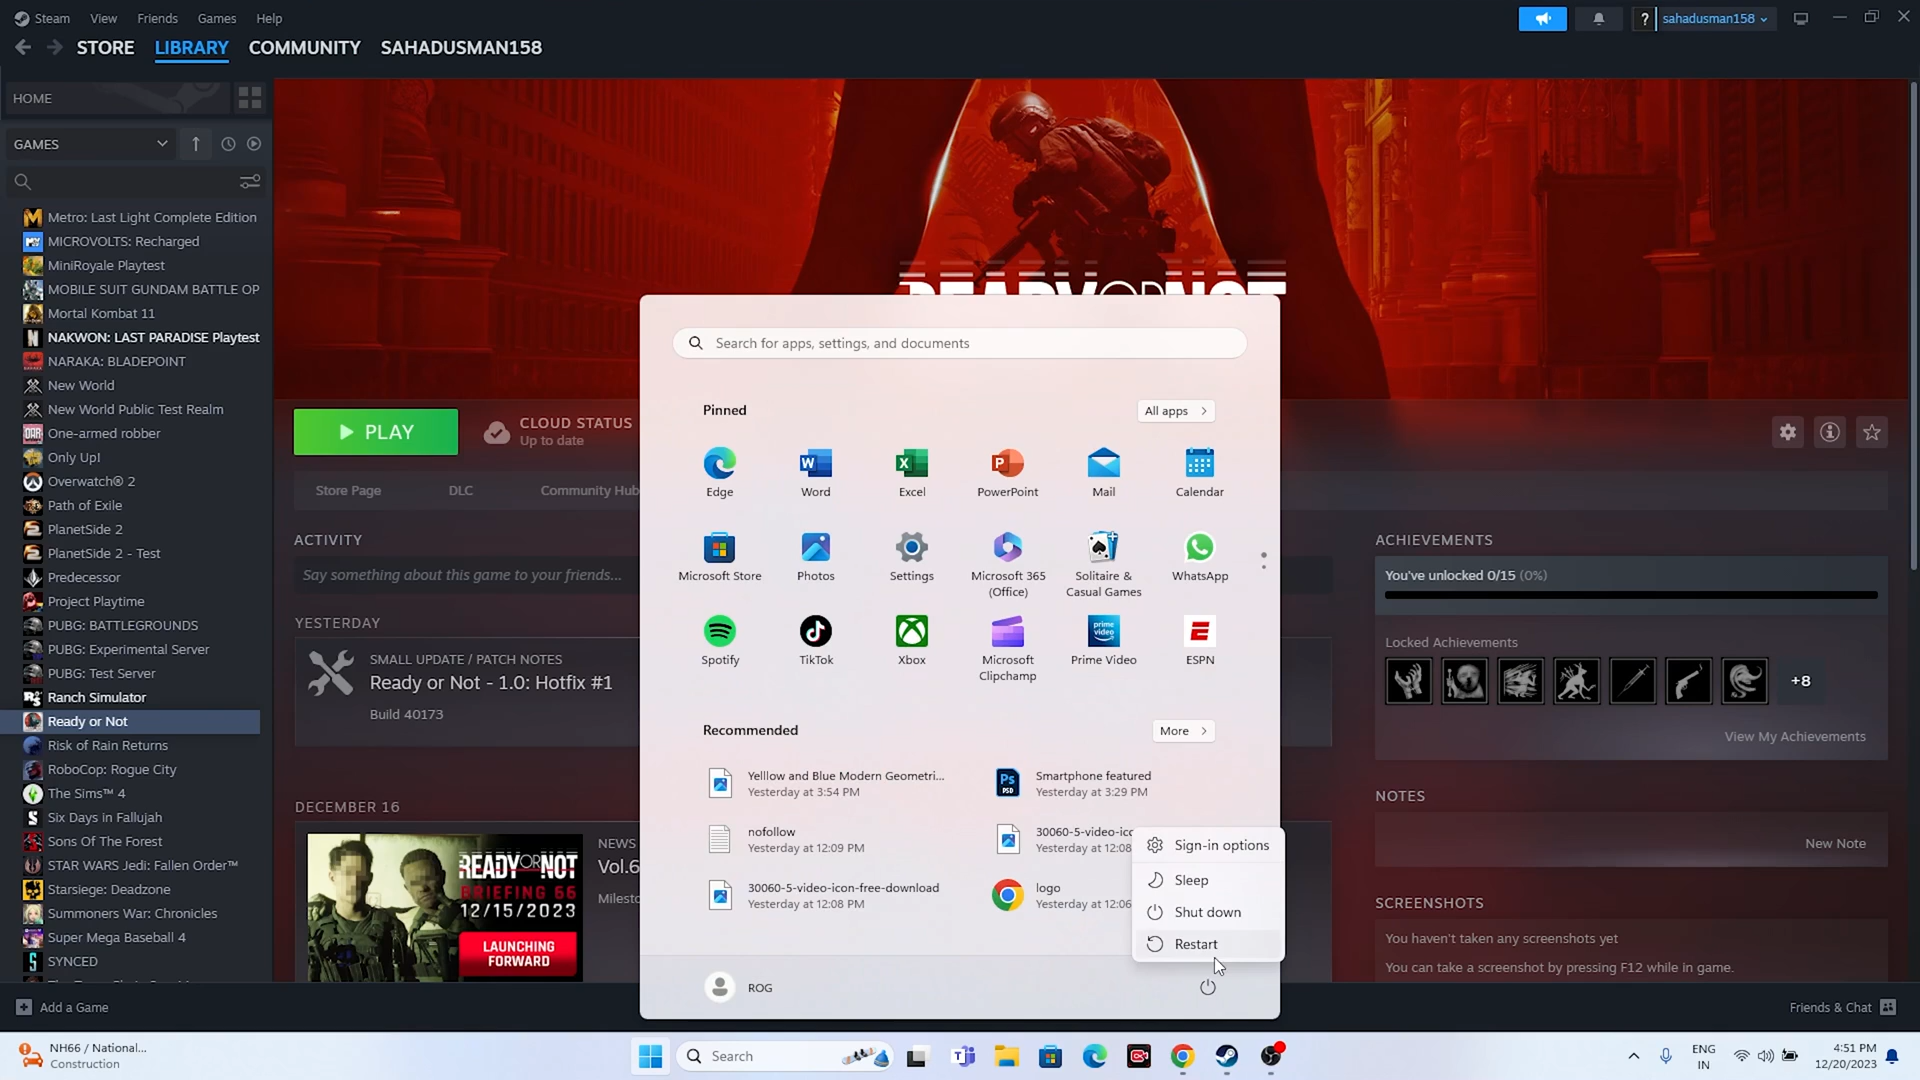 Steam View Friends Games Help
? sahadusman158
STORE LIBRARY COMMUNITY SAHADUSMAN158
HOME
GAMES
Metro: Last Light Complete Edition
MICROVOLTS: Recharged
MiniRoyale Playtest
MOBILE SUIT GUNDAM BATTLE OP
Mortal Kombat 11
NAKWON: LAST PARADISE Playtest
NARAKA: BLADEPOINT
New World
New World Public Test Realm
One-armed robber
Only Up!
Overwatch® 2
Path of Exile
PlanetSide 2
PlanetSide 2 - Test
Predecessor
Project Playtime
PUBG: BATTLEGROUNDS
PUBG: Experimental Server
PUBG: Test Server
Ranch Simulator
Ready or Not
Risk of Rain Returns
RoboCop: Rogue City
The Sims™ 4
Six Days in Fallujah
Sons Of The Forest
STAR WARS Jedi: Fallen Order™
Starsiege: Deadzone
Summoners War: Chronicles
Super Mega Baseball 4
SYNCED
Add a Game
READY OR NOT
PLAY
CLOUD STATUS
Up to date
Store Page DLC Community Hub
ACTIVITY
Say something about this game to your friends...
YESTERDAY
SMALL UPDATE / PATCH NOTES
Ready or Not - 1.0: Hotfix #1
Build 40173
DECEMBER 16
READY OR NOT
BRIEFING 66
12/15/2023
LAUNCHING
FORWARD
NEWS
Vol.6
Milesto
Search for apps, settings, and documents
Pinned
All apps
Edge Word Excel PowerPoint Mail Calendar
Microsoft Store Photos Settings Microsoft 365 (Office) Solitaire & Casual Games WhatsApp
prime video
Spotify TikTok Xbox Microsoft Clipchamp Prime Video ESPN
Recommended
More
Yelllow and Blue Modern Geometri...
Yesterday at 3:54 PM
Smartphone featured
Yesterday at 3:29 PM
nofollow
Yesterday at 12:09 PM
30060-5-video-ico
Yesterday at 12:08
30060-5-video-icon-free-download
Yesterday at 12:08 PM
logo
Yesterday at 12:06
Sign-in options
Sleep
Shut down
Restart
ROG
ACHIEVEMENTS
You've unlocked 0/15 (0%)
Locked Achievements
+8
View My Achievements
NOTES
New Note
SCREENSHOTS
You haven't taken any screenshots yet
You can take a screenshot by pressing F12 while in game.
Friends & Chat
NH66 / National...
Construction
Search
ENG
IN
4:51 PM
12/20/2023